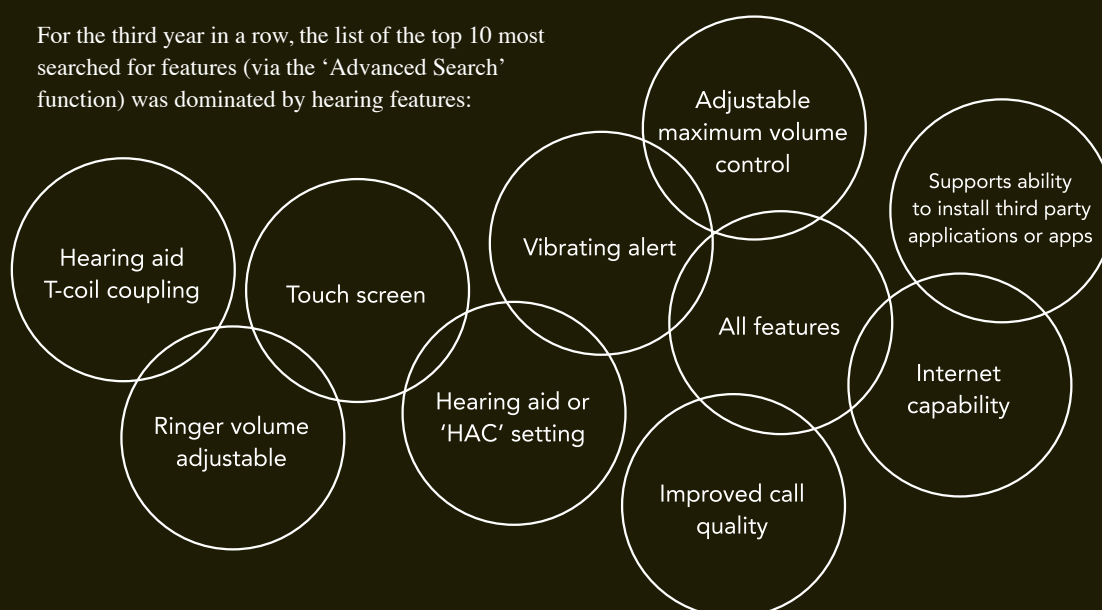 For the third year in a row, the list of the top 10 most
searched for features (via the ‘Advanced Search’
function) was dominated by hearing features:
Hearing aid
T-coil coupling
Ringer volume
adjustable
Touch screen
Hearing aid or
‘HAC’ setting
Vibrating alert
Adjustable
maximum volume
control
All features
Improved call
quality
Supports ability
to install third party
applications or apps
Internet
capability